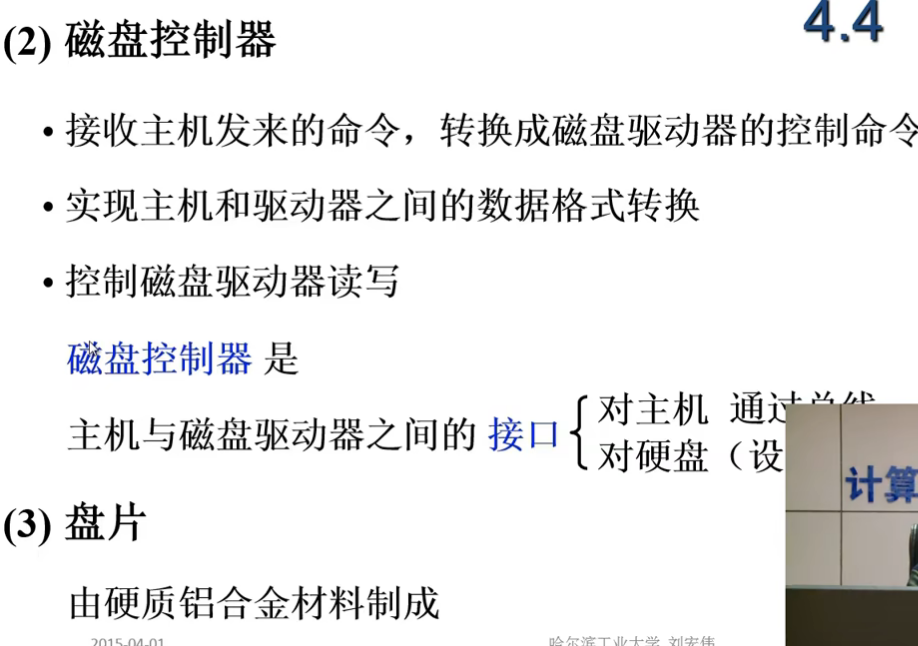 4.4
(2) 磁盘控制器
• 接收主机发来的命令，转换成磁盘驱动器的控制命令
• 实现主机和驱动器之间的数据格式转换
• 控制磁盘驱动器读写
磁盘控制器 是
主机与磁盘驱动器之间的 接口
对主机 通过总线
对硬盘（设
计算
(3) 盘片
由硬质铝合金材料制成
2015-04-01
哈尔滨工业大学 刘宏伟